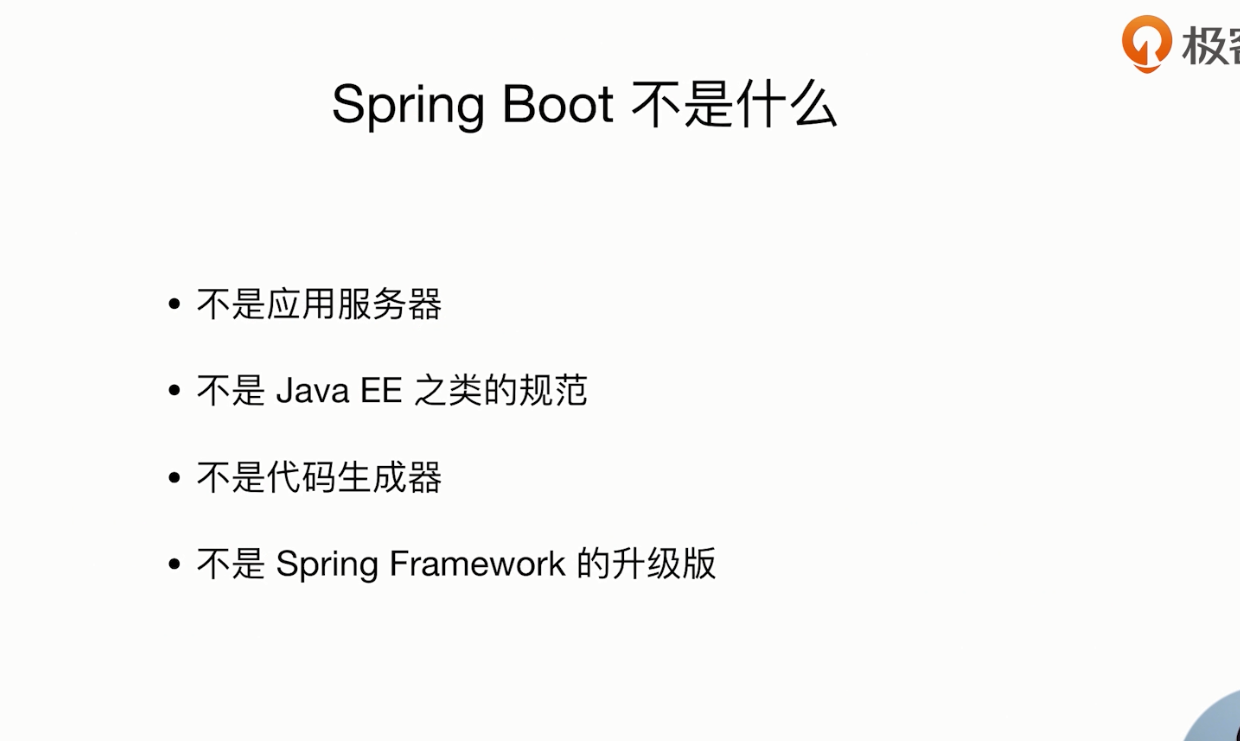 极
Spring Boot 不是什么
• 不是应用服务器
• 不是 Java EE 之类的规范
• 不是代码生成器
• 不是 Spring Framework 的升级版